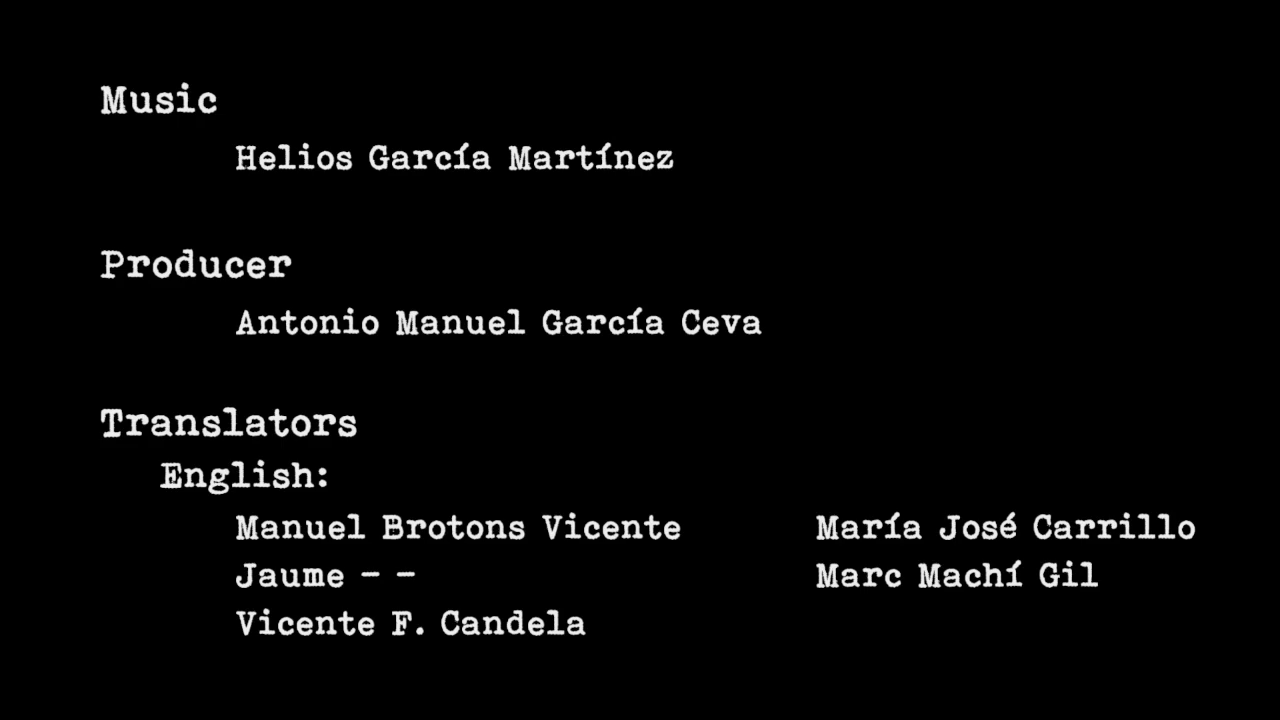 Music
Helios García Martínez
Producer
Antonio Manuel García Ceva
Translators
English:
Manuel Brotons Vicente María José Carrillo
Jaume - - Marc Machí Gil
Vicente F. Candela